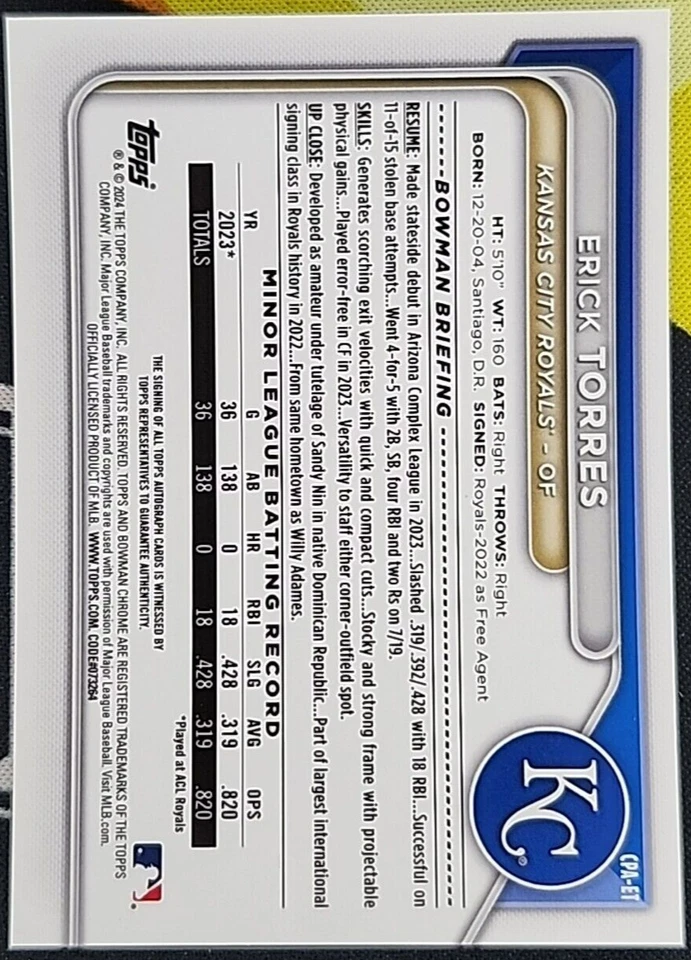 CPA-ET
ERICK TORRES
KANSAS CITY ROYALS® - OF
KC®
HT: 5'10" WT: 160 BATS: Right THROWS: Right
BORN: 12-20-04, Santiago, D.R. SIGNED: Royals-2022 as Free Agent
BOWMAN BRIEFING
RESUME: Made stateside debut in Arizona Complex League in 2023...Slashed .319/.392/.428 with 18 RBI...Successful on
11-of-15 stolen base attempts...Went 4-for-5 with 2B, SB, four RBI and two Rs on 7/19.
SKILLS: Generates scorching exit velocities with quick and compact cuts...Stocky and strong frame with projectable
physical gains...Played error-free in CF in 2023...Versatility to staff either corner-outfield spot.
UP CLOSE: Developed as amateur under tutelage of Sandy Nin in native Dominican Republic...Part of largest international
signing class in Royals history in 2022...From same hometown as Willy Adames.
MINOR LEAGUE BATTING RECORD
YR G AB HR RBI SLG AVG OPS
2023* 36 138 0 18 .428 .319 .820
TOTALS 36 138 0 18 .428 .319 .820
*Played at ACL Royals
THE SIGNING OF ALL TOPPS AUTOGRAPH CARDS IS WITNESSED BY
TOPPS REPRESENTATIVES TO GUARANTEE AUTHENTICITY.
topps®
® & © 2024 THE TOPPS COMPANY, INC. ALL RIGHTS RESERVED. TOPPS AND BOWMAN CHROME ARE REGISTERED TRADEMARKS OF THE TOPPS
COMPANY, INC. Major League Baseball trademarks and copyrights are used with permission of Major League Baseball. Visit MLB.com.
OFFICIALLY LICENSED PRODUCT OF MLB. WWW.TOPPS.COM. CODE#073264